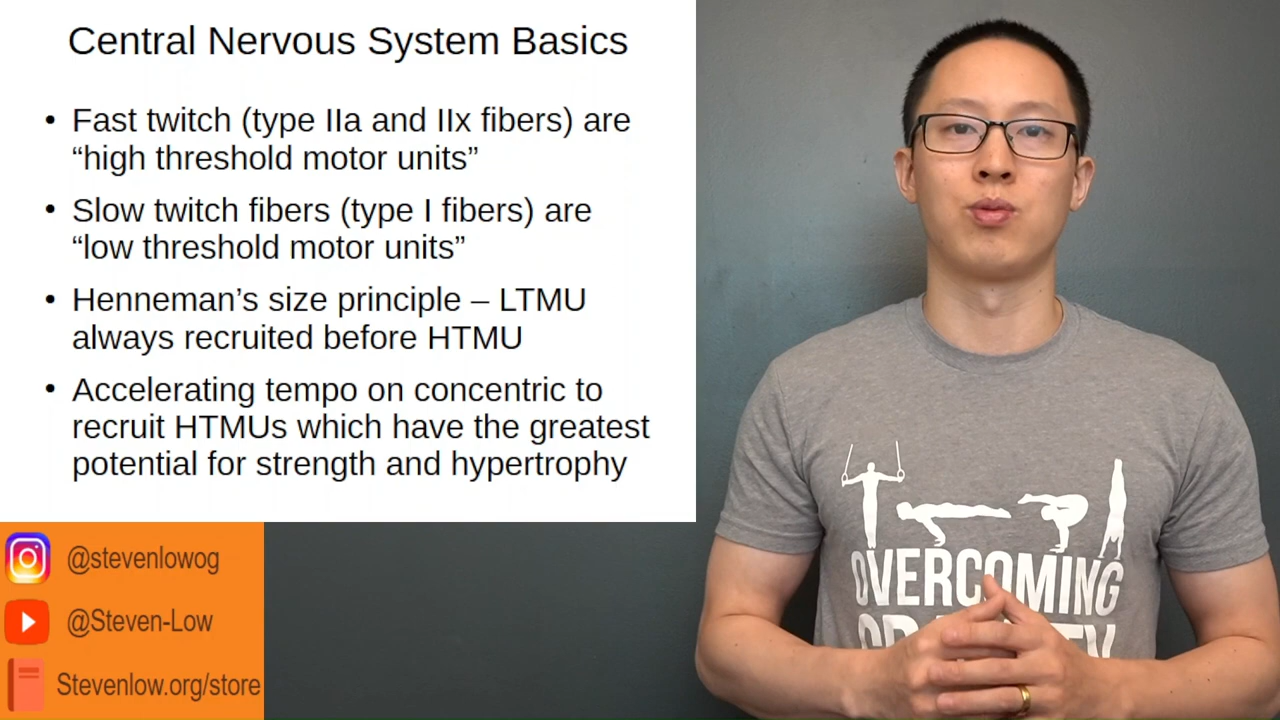 Central Nervous System Basics
• Fast twitch (type IIa and IIx fibers) are
“high threshold motor units”
• Slow twitch fibers (type I fibers) are
“low threshold motor units”
• Henneman’s size principle – LTMU
always recruited before HTMU
• Accelerating tempo on concentric to
recruit HTMUs which have the greatest
potential for strength and hypertrophy
@stevenlowog
@Steven-Low
Stevenlow.org/store
OVERCOMING